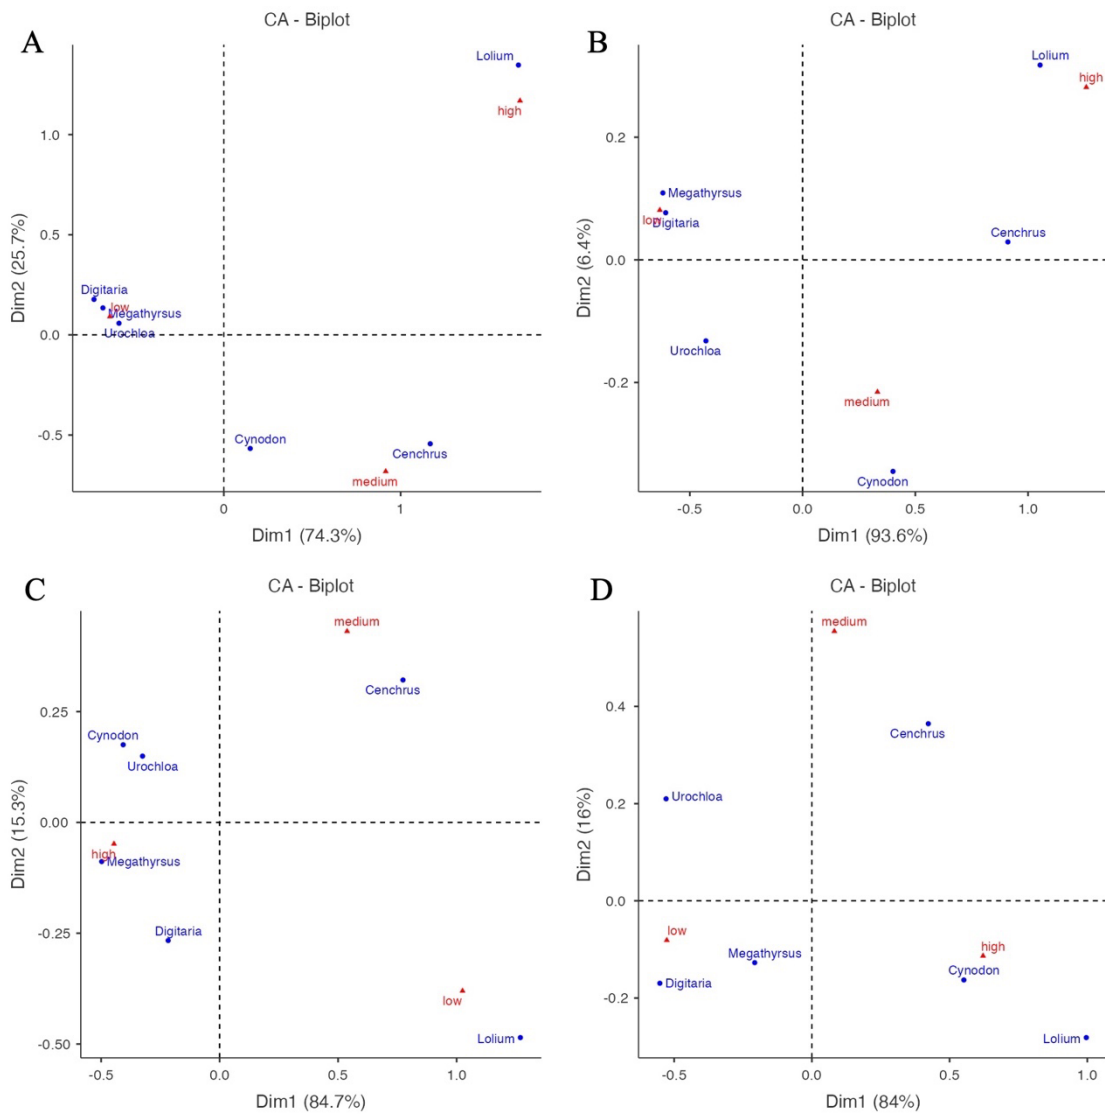 A
CA - Biplot
Lolium
high
1.0
0.5
Digitaria
low
Megathyrsus
Urochloa
0.0
Cynodon
Cenchrus
-0.5
medium
0
1
Dim1 (74.3%)
Dim2 (25.7%)
B
CA - Biplot
Lolium
high
0.2
Megathyrsus
low
Digitaria
Cenchrus
0.0
Urochloa
-0.2
medium
Cynodon
-0.5
0.0
0.5
1.0
Dim1 (93.6%)
Dim2 (6.4%)
C
CA - Biplot
medium
Cenchrus
0.25
Cynodon
Urochloa
0.00
high
Megathyrsus
Digitaria
-0.25
low
Lolium
-0.50
-0.5
0.0
0.5
1.0
Dim1 (84.7%)
Dim2 (15.3%)
D
CA - Biplot
medium
0.4
Cenchrus
Urochloa
0.2
0.0
low
Megathyrsus
high
Cynodon
Digitaria
-0.2
Lolium
-0.5
0.0
0.5
1.0
Dim1 (84%)
Dim2 (16%)